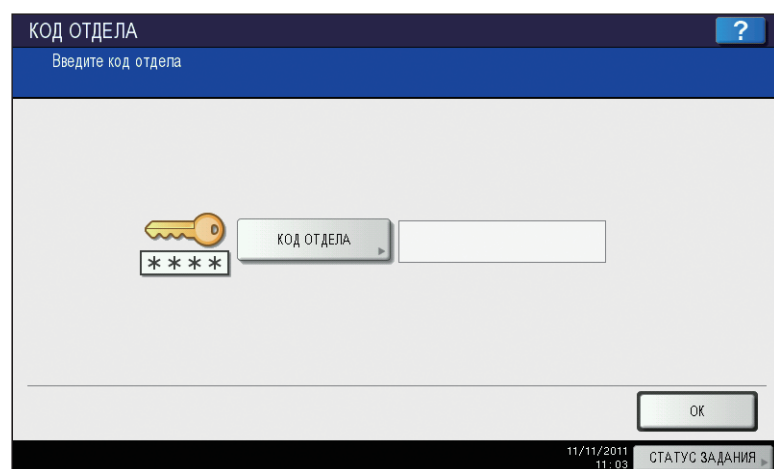 КОД ОТДЕЛА
?
Введите код отдела
КОД ОТДЕЛА
****
OK
11/11/2011
11:03
СТАТУС ЗАДАНИЯ